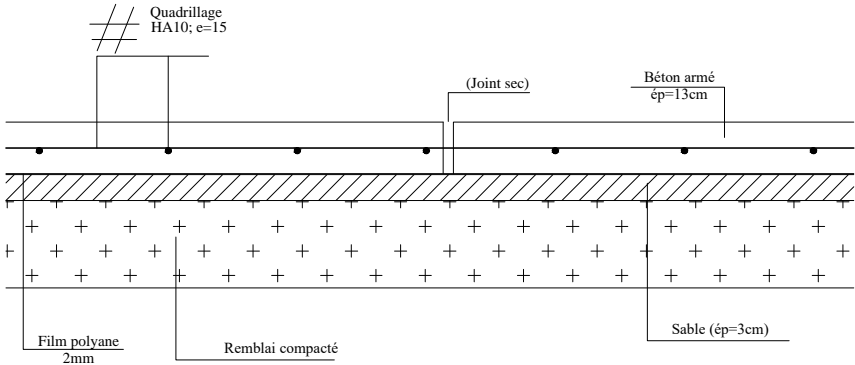 Quadrillage
HA10; e=15
(Joint sec)
Béton armé
ép=13cm
Film polyane
2mm
Remblai compacté
Sable (ép=3cm)